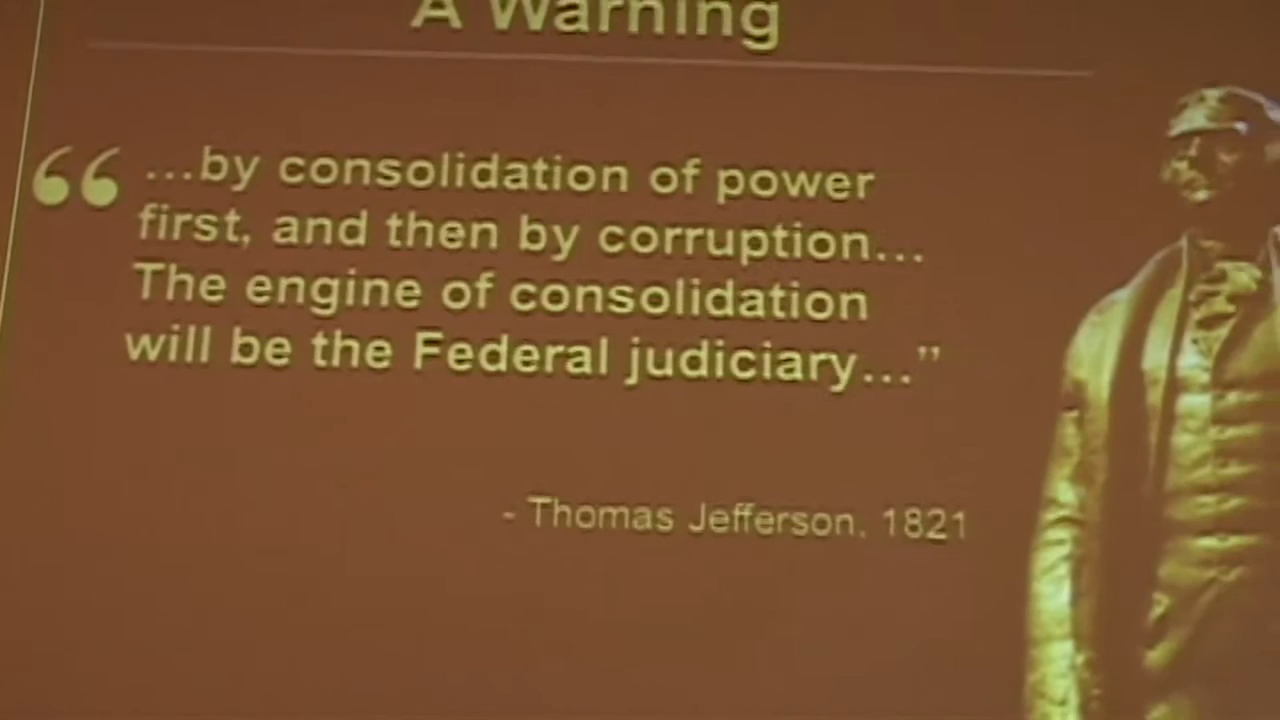 A Warning
“ ...by consolidation of power
first, and then by corruption...
The engine of consolidation
will be the Federal judiciary...”
- Thomas Jefferson, 1821